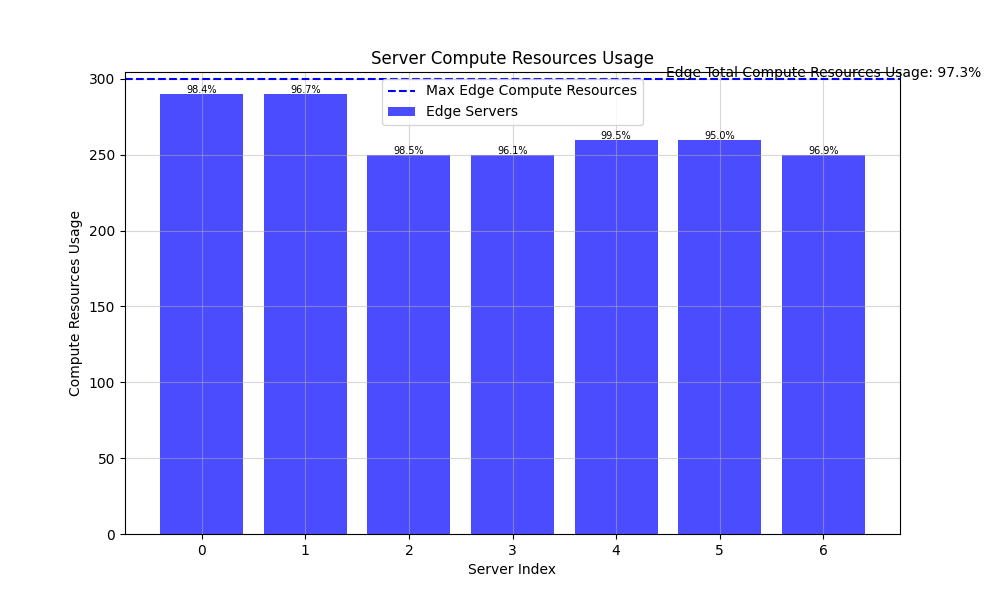 Server Compute Resources Usage
Edge Total Compute Resources Usage: 97.3%
Max Edge Compute Resources
Edge Servers
98.4%
96.7%
98.5%
96.1%
99.5%
95.0%
96.9%
300
250
200
150
100
50
0
Compute Resources Usage
0 1 2 3 4 5 6
Server Index